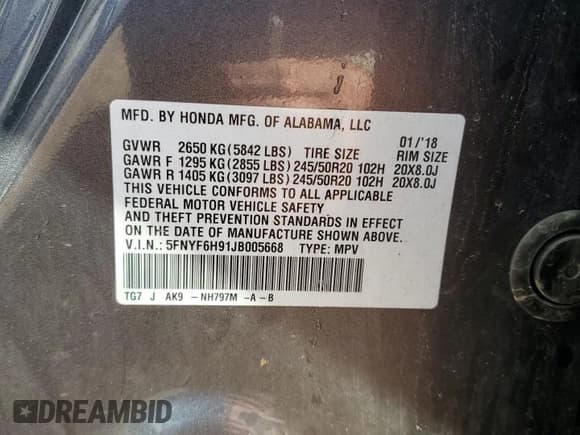 MFD. BY HONDA MFG. OF ALABAMA, LLC
01/'18
GVWR 2650 KG(5842 LBS) TIRE SIZE RIM SIZE
GAWR F 1295 KG(2855 LBS)245/50R20 102H 20X8.0J
GAWR R 1405 KG(3097 LBS)245/50R20 102H 20X8.0J
THIS VEHICLE CONFORMS TO ALL APPLICABLE
FEDERAL MOTOR VEHICLE SAFETY
AND THEFT PREVENTION STANDARDS IN EFFECT
ON THE DATE OF MANUFACTURE SHOWN ABOVE.
V.I.N.: 5FNYF6H91JB005668 TYPE: MPV
TG7 J AK9 -NH797M -A-B
DREAMBID